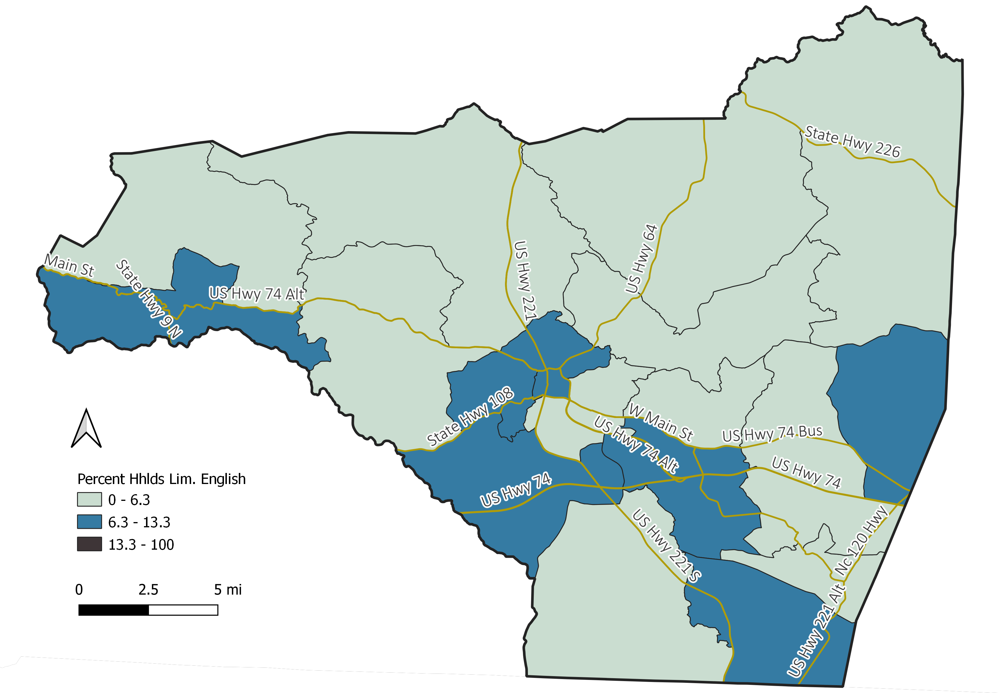 State Hwy 226
US Hwy 64
US Hwy 221
Main St
State Hwy 9 N
US Hwy 74 Alt
State Hwy 108
W Main St
US Hwy 74 Alt
US Hwy 74 Bus
US Hwy 74
US Hwy 74
US Hwy 221 S
Nc 120 Hwy
US Hwy 221 Alt
Percent Hhlds Lim. English
0 - 6.3
6.3 - 13.3
13.3 - 100
0 2.5 5 mi